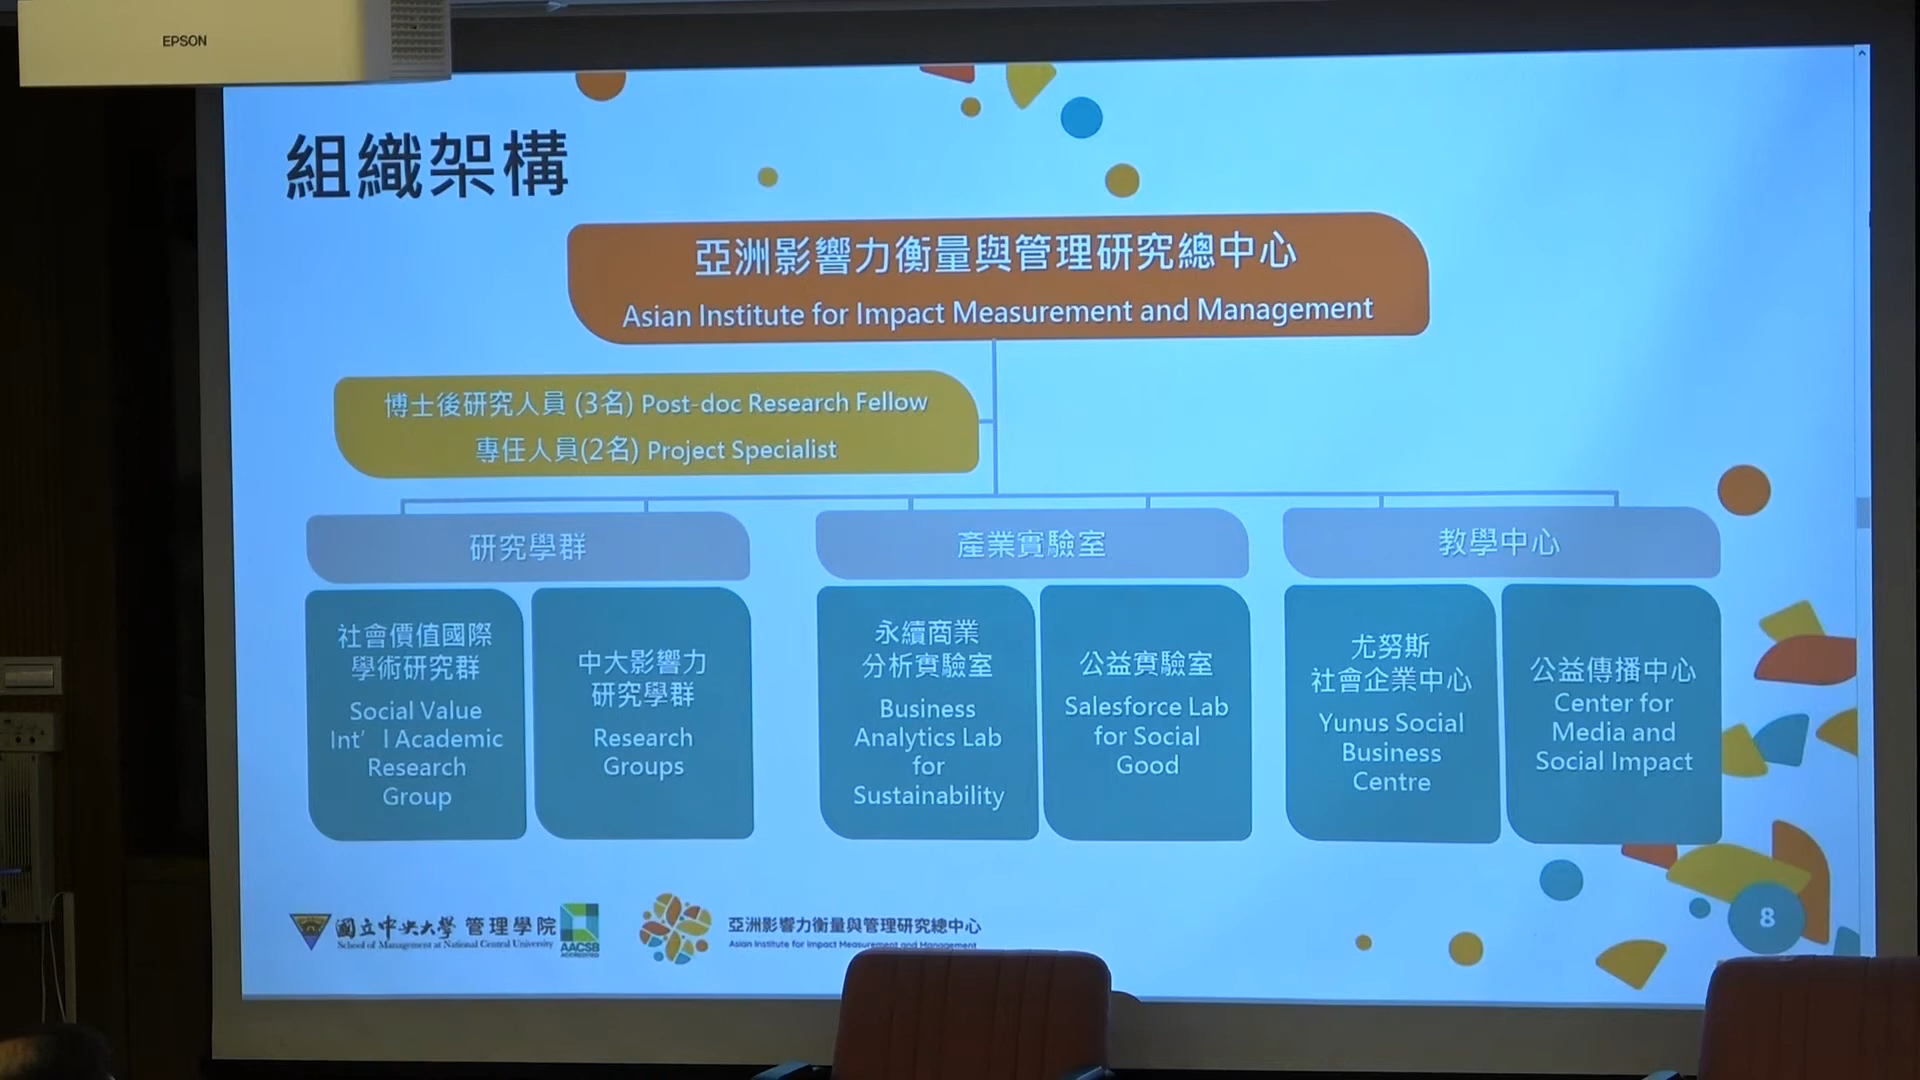 EPSON
組織架構
亞洲影響力衡量與管理研究總中心
Asian Institute for Impact Measurement and Management
博士後研究人員 (3名) Post-doc Research Fellow
專任人員(2名) Project Specialist
研究學群
社會價值國際
學術研究群
Social Value
Int’l Academic
Research
Group
中大影響力
研究學群
Research
Groups
產業實驗室
永續商業
分析實驗室
Business
Analytics Lab
for
Sustainability
公益實驗室
Salesforce Lab
for Social
Good
教學中心
尤努斯
社會企業中心
Yunus Social
Business
Centre
公益傳播中心
Center for
Media and
Social Impact
國立中央大學 管理學院
School of Management at National Central University
AACSB
ACCREDITED
亞洲影響力衡量與管理研究總中心
Asian Institute for Impact Measurement and Management
8